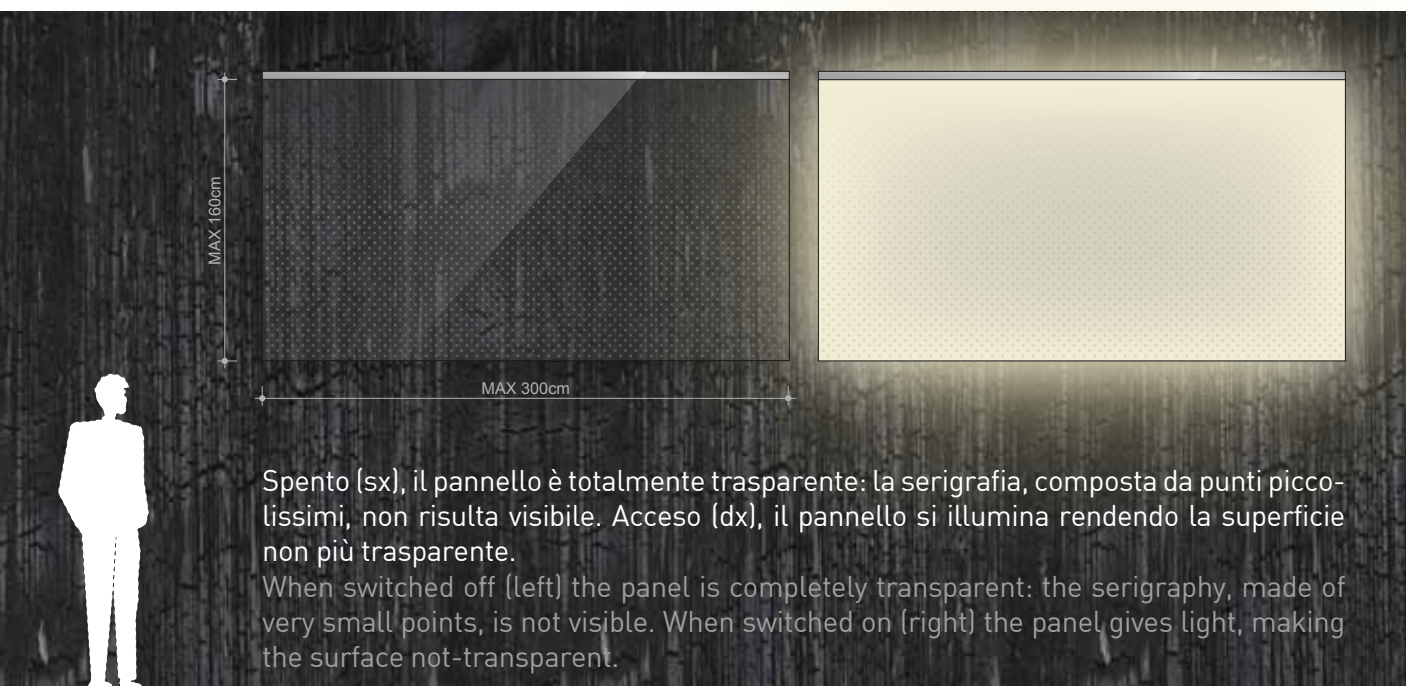 MAX 160cm
MAX 300cm
Spento (sx), il pannello è totalmente trasparente: la serigrafia, composta da punti picco-
lissimi, non risulta visibile. Acceso (dx), il pannello si illumina rendendo la superficie
non più trasparente.
When switched off (left) the panel is completely transparent: the serigraphy, made of
very small points, is not visible. When switched on (right) the panel gives light, making
the surface not-transparent.